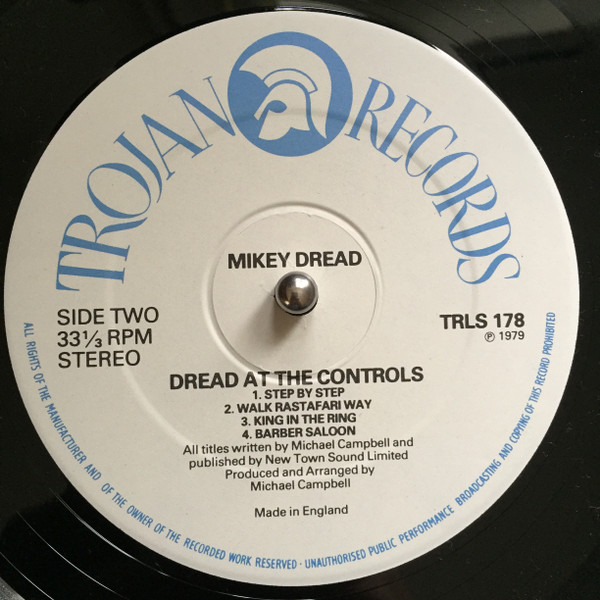 TROJAN RECORDS
MIKEY DREAD
SIDE TWO
33⅓ RPM
STEREO
TRLS 178
℗ 1979
DREAD AT THE CONTROLS
1. STEP BY STEP
2. WALK RASTAFARI WAY
3. KING IN THE RING
4. BARBER SALOON
All titles written by Michael Campbell and
published by New Town Sound Limited
Produced and Arranged by
Michael Campbell
Made in England
ALL RIGHTS OF THE MANUFACTURER AND OF THE OWNER OF THE RECORDED WORK RESERVED · UNAUTHORISED PUBLIC PERFORMANCE BROADCASTING AND COPYING OF THIS RECORD PROHIBITED